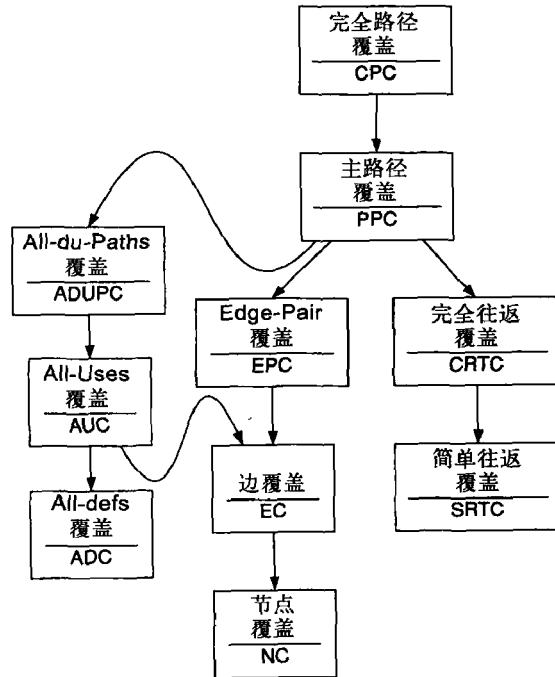 完全路径
覆盖
CPC
主路径
覆盖
PPC
All-du-Paths
覆盖
ADUPC
Edge-Pair
覆盖
EPC
完全往返
覆盖
CRTC
All-Uses
覆盖
AUC
边覆盖
EC
简单往返
覆盖
SRTC
All-defs
覆盖
ADC
节点
覆盖
NC